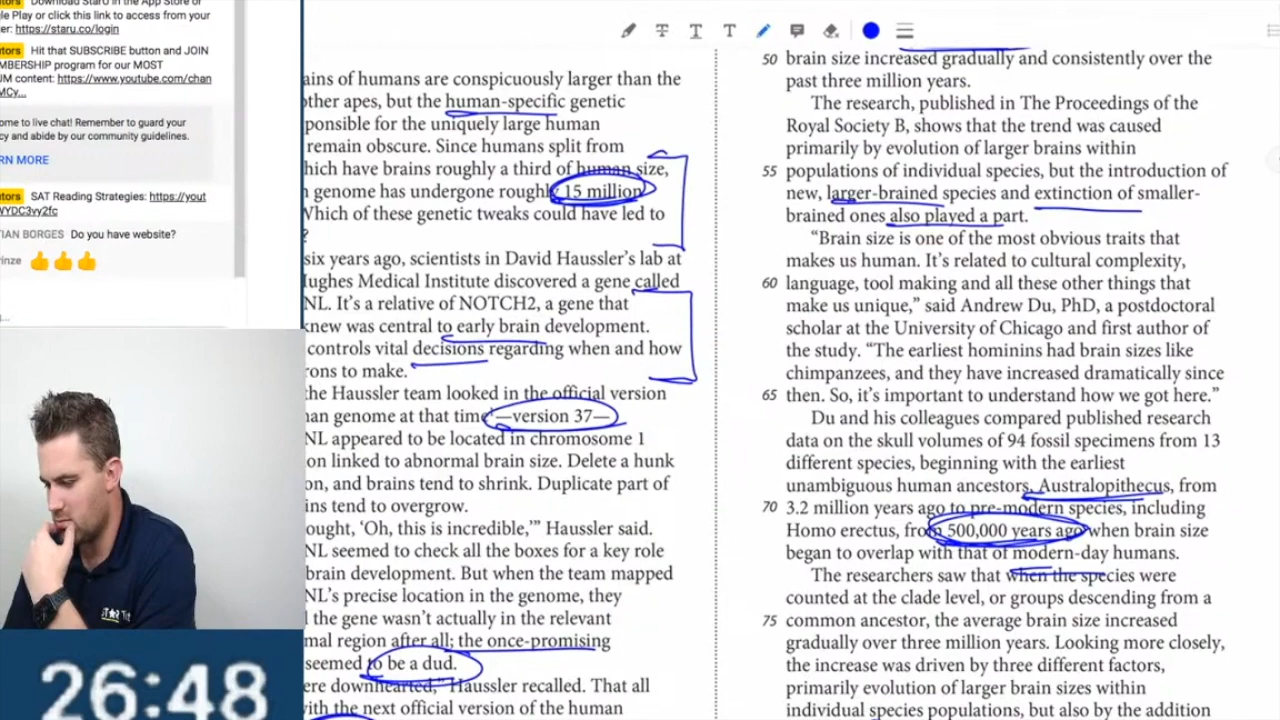 Download StarU in the App Store or
Play or click this link to access from your
https://staru.co/login
Hit that SUBSCRIBE button and JOIN
program for our MOST
content: https://www.youtube.com/chan
MCy...
to live chat! Remember to guard your
and abide by our community guidelines.
MORE
SAT Reading Strategies: https://yout
WYDC3vy2fc
BORGES Do you have website?
👍👍👍
of humans are conspicuously larger than the
other apes, but the human-specific genetic
for the uniquely large human
remain obscure. Since humans split from
which have brains roughly a third of human size,
genome has undergone roughly 15 million
Which of these genetic tweaks could have led to
?
six years ago, scientists in David Haussler's lab at
Hughes Medical Institute discovered a gene called
NL. It's a relative of NOTCH2, a gene that
knew was central to early brain development.
controls vital decisions regarding when and how
to make.
the Haussler team looked in the official version
genome at that time—version 37—
NL appeared to be located in chromosome 1
linked to abnormal brain size. Delete a hunk
and brains tend to shrink. Duplicate part of
tend to overgrow.
'Oh, this is incredible,'" Haussler said.
NL seemed to check all the boxes for a key role
brain development. But when the team mapped
NL's precise location in the genome, they
the gene wasn't actually in the relevant
region after all; the once-promising
seemed to be a dud.
downhearted," Haussler recalled. That all
with the next official version of the human
50 brain size increased gradually and consistently over the
past three million years.
The research, published in The Proceedings of the
Royal Society B, shows that the trend was caused
primarily by evolution of larger brains within
55 populations of individual species, but the introduction of
new, larger-brained species and extinction of smaller-
brained ones also played a part.
"Brain size is one of the most obvious traits that
makes us human. It's related to cultural complexity,
60 language, tool making and all these other things that
make us unique," said Andrew Du, PhD, a postdoctoral
scholar at the University of Chicago and first author of
the study. "The earliest hominins had brain sizes like
chimpanzees, and they have increased dramatically since
65 then. So, it's important to understand how we got here."
Du and his colleagues compared published research
data on the skull volumes of 94 fossil specimens from 13
different species, beginning with the earliest
unambiguous human ancestors, Australopithecus, from
70 3.2 million years ago to pre-modern species, including
Homo erectus, from 500,000 years ago when brain size
began to overlap with that of modern-day humans.
The researchers saw that when the species were
counted at the clade level, or groups descending from a
75 common ancestor, the average brain size increased
gradually over three million years. Looking more closely,
the increase was driven by three different factors,
primarily evolution of larger brain sizes within
individual species populations, but also by the addition
26:48